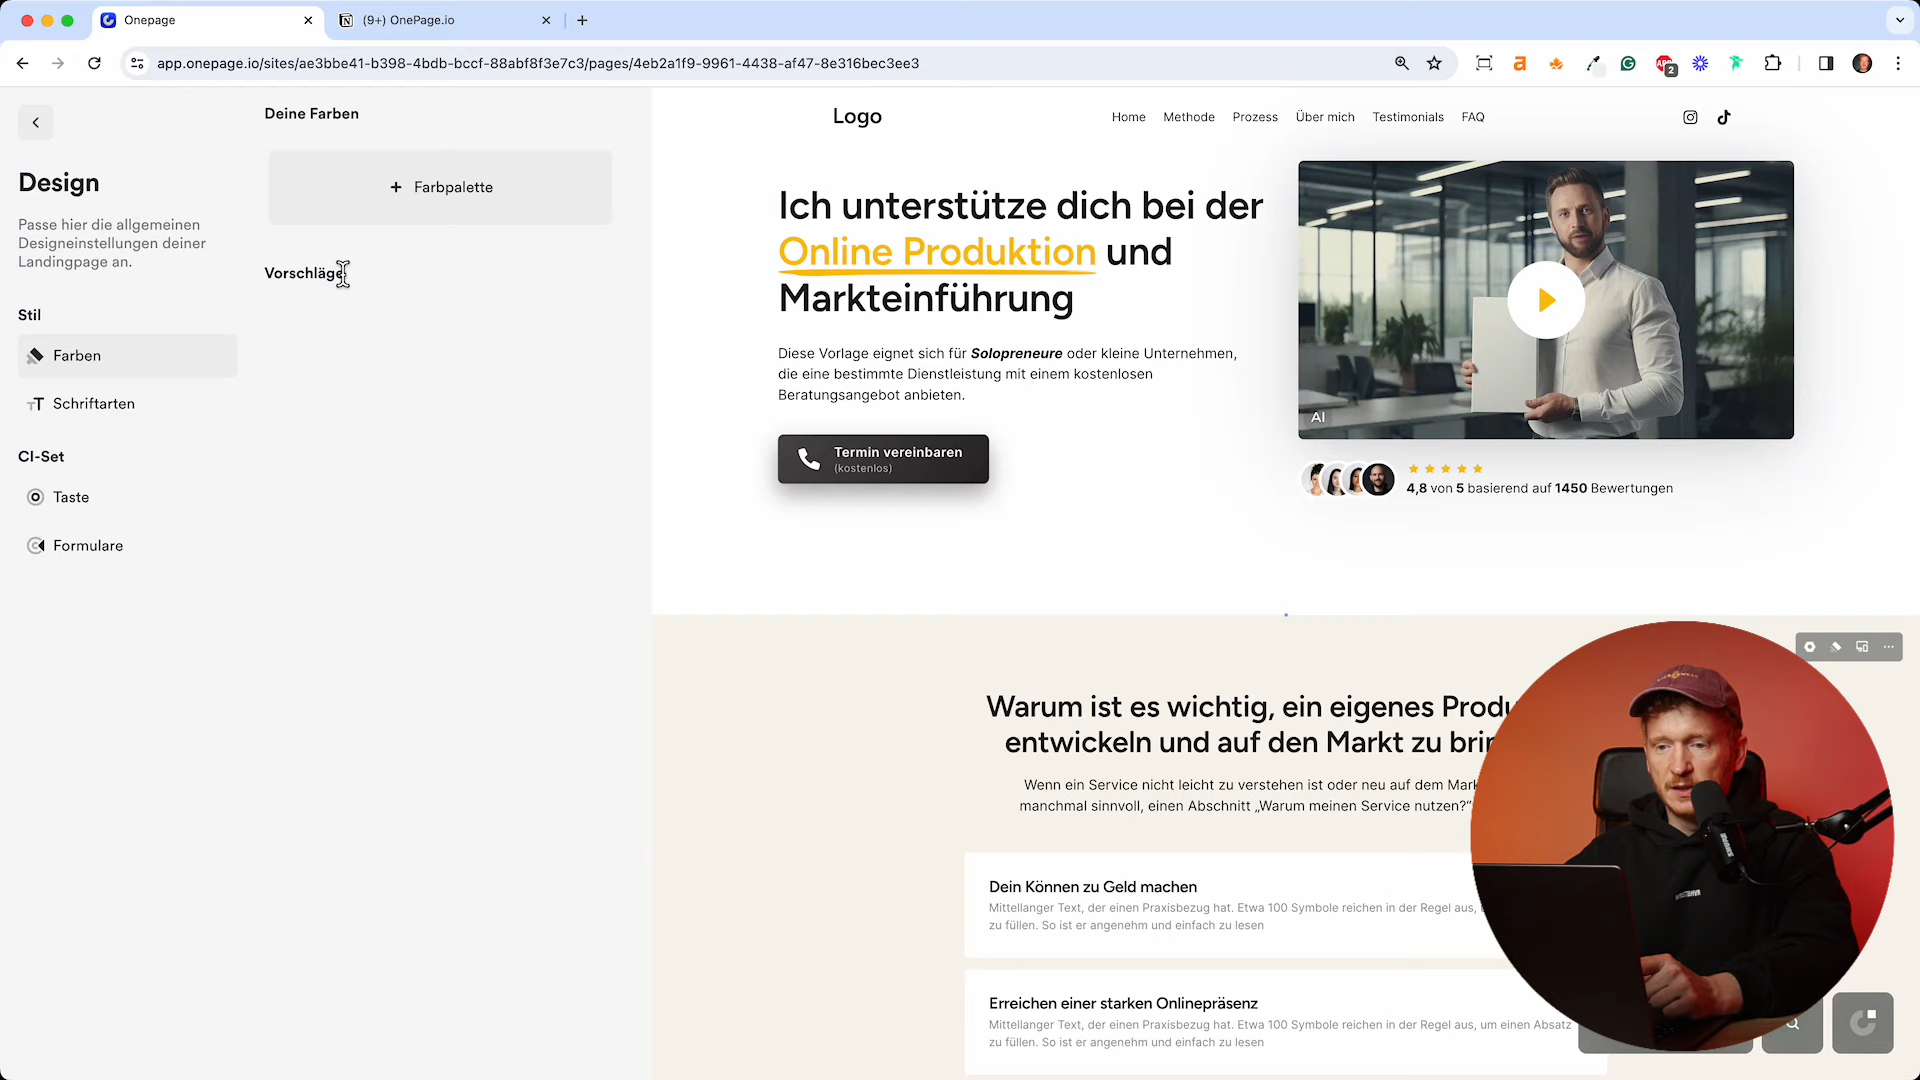 Onepage
(9+) OnePage.io
app.onepage.io/sites/ae3bbe41-b398-4bdb-bccf-88abf8f3e7c3/pages/4eb2a1f9-9961-4438-af47-8e316bec3ee3
2
Design
Passe hier die allgemeinen
Designeinstellungen deiner
Landingpage an.
Stil
Farben
Schriftarten
CI-Set
Taste
Formulare
Deine Farben
+ Farbpalette
Vorschläge
Logo
Home Methode Prozess Über mich Testimonials FAQ
Ich unterstütze dich bei der
Online Produktion und
Markteinführung
Diese Vorlage eignet sich für Solopreneure oder kleine Unternehmen,
die eine bestimmte Dienstleistung mit einem kostenlosen
Beratungsangebot anbieten.
Termin vereinbaren
(kostenlos)
AI
4,8 von 5 basierend auf 1450 Bewertungen
Warum ist es wichtig, ein eigenes Produ
entwickeln und auf den Markt zu brin
Wenn ein Service nicht leicht zu verstehen ist oder neu auf dem Mark
manchmal sinnvoll, einen Abschnitt „Warum meinen Service nutzen?“
Dein Können zu Geld machen
Mittellanger Text, der einen Praxisbezug hat. Etwa 100 Symbole reichen in der Regel aus,
zu füllen. So ist er angenehm und einfach zu lesen
Erreichen einer starken Onlinepräsenz
Mittellanger Text, der einen Praxisbezug hat. Etwa 100 Symbole reichen in der Regel aus, um einen Absatz
zu füllen. So ist er angenehm und einfach zu lesen